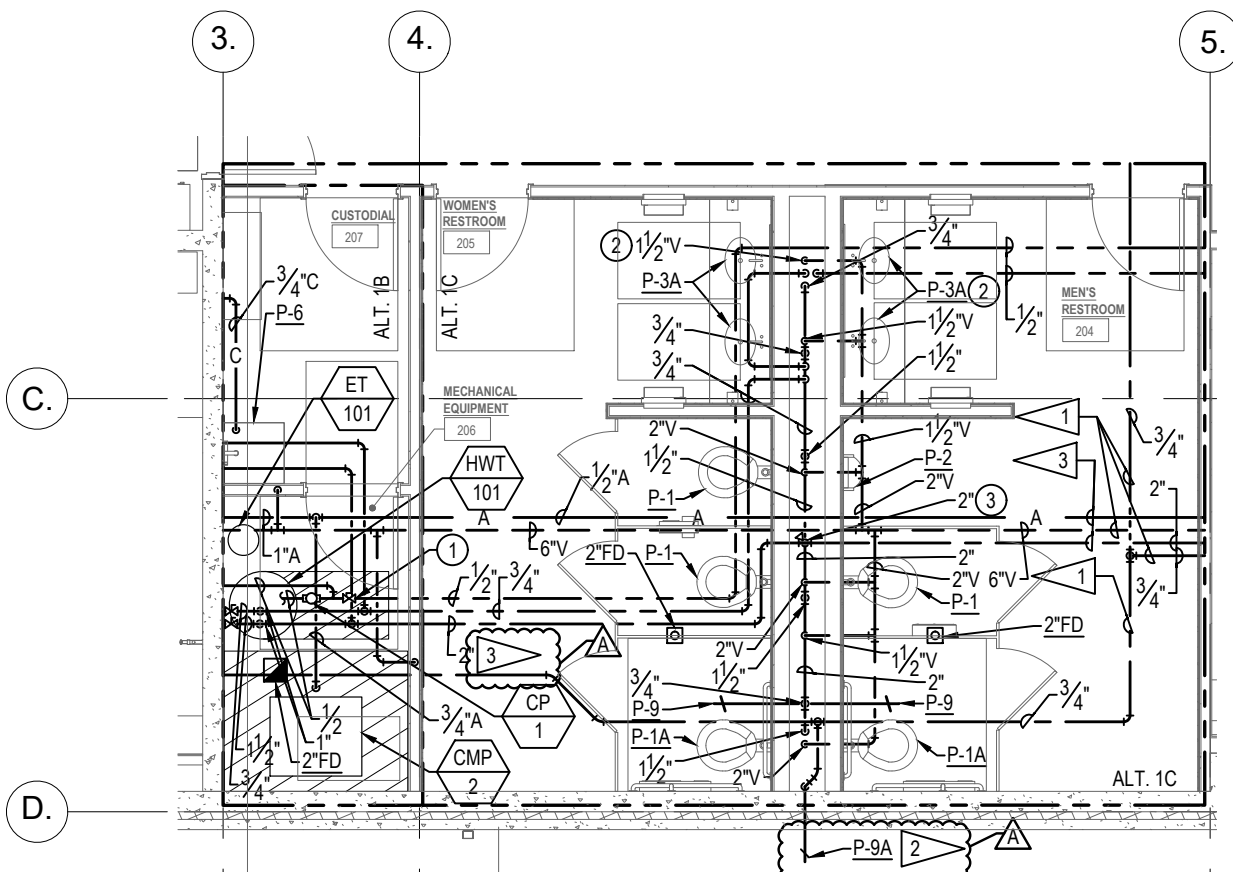 3.
4.
5.
C.
D.
CUSTODIAL
207
WOMEN'S
RESTROOM
205
3/4"
2
1 1/2"V
P-3A
P-3A
2
MEN'S
RESTROOM
204
3/4"C
P-6
C
ALT. 1B
ALT. 1C
1/2"
3/4"
3/4"
1 1/2"V
1 1/2"
ET
101
MECHANICAL
EQUIPMENT
206
HWT
101
1/2"A
2"V
1 1/2"
P-1
1 1/2"V
P-2
2"V
2"
3
1
3
3/4"
2"
A
A
A
1"A
6"V
2"FD
P-1
2"
2"V
6"V
1
1
1/2"
3/4"
P-1
3/4"
2"
3
A
2"V
1 1/2"
1 1/2"V
2"
2"FD
3/4"
P-9
P-9
3/4"
1/2
1"
2"FD
1 1/2"
3/4"
3/4"A
CP
1
CMP
2
P-1A
1 1/2"
2"V
P-1A
ALT. 1C
P-9A
2
A